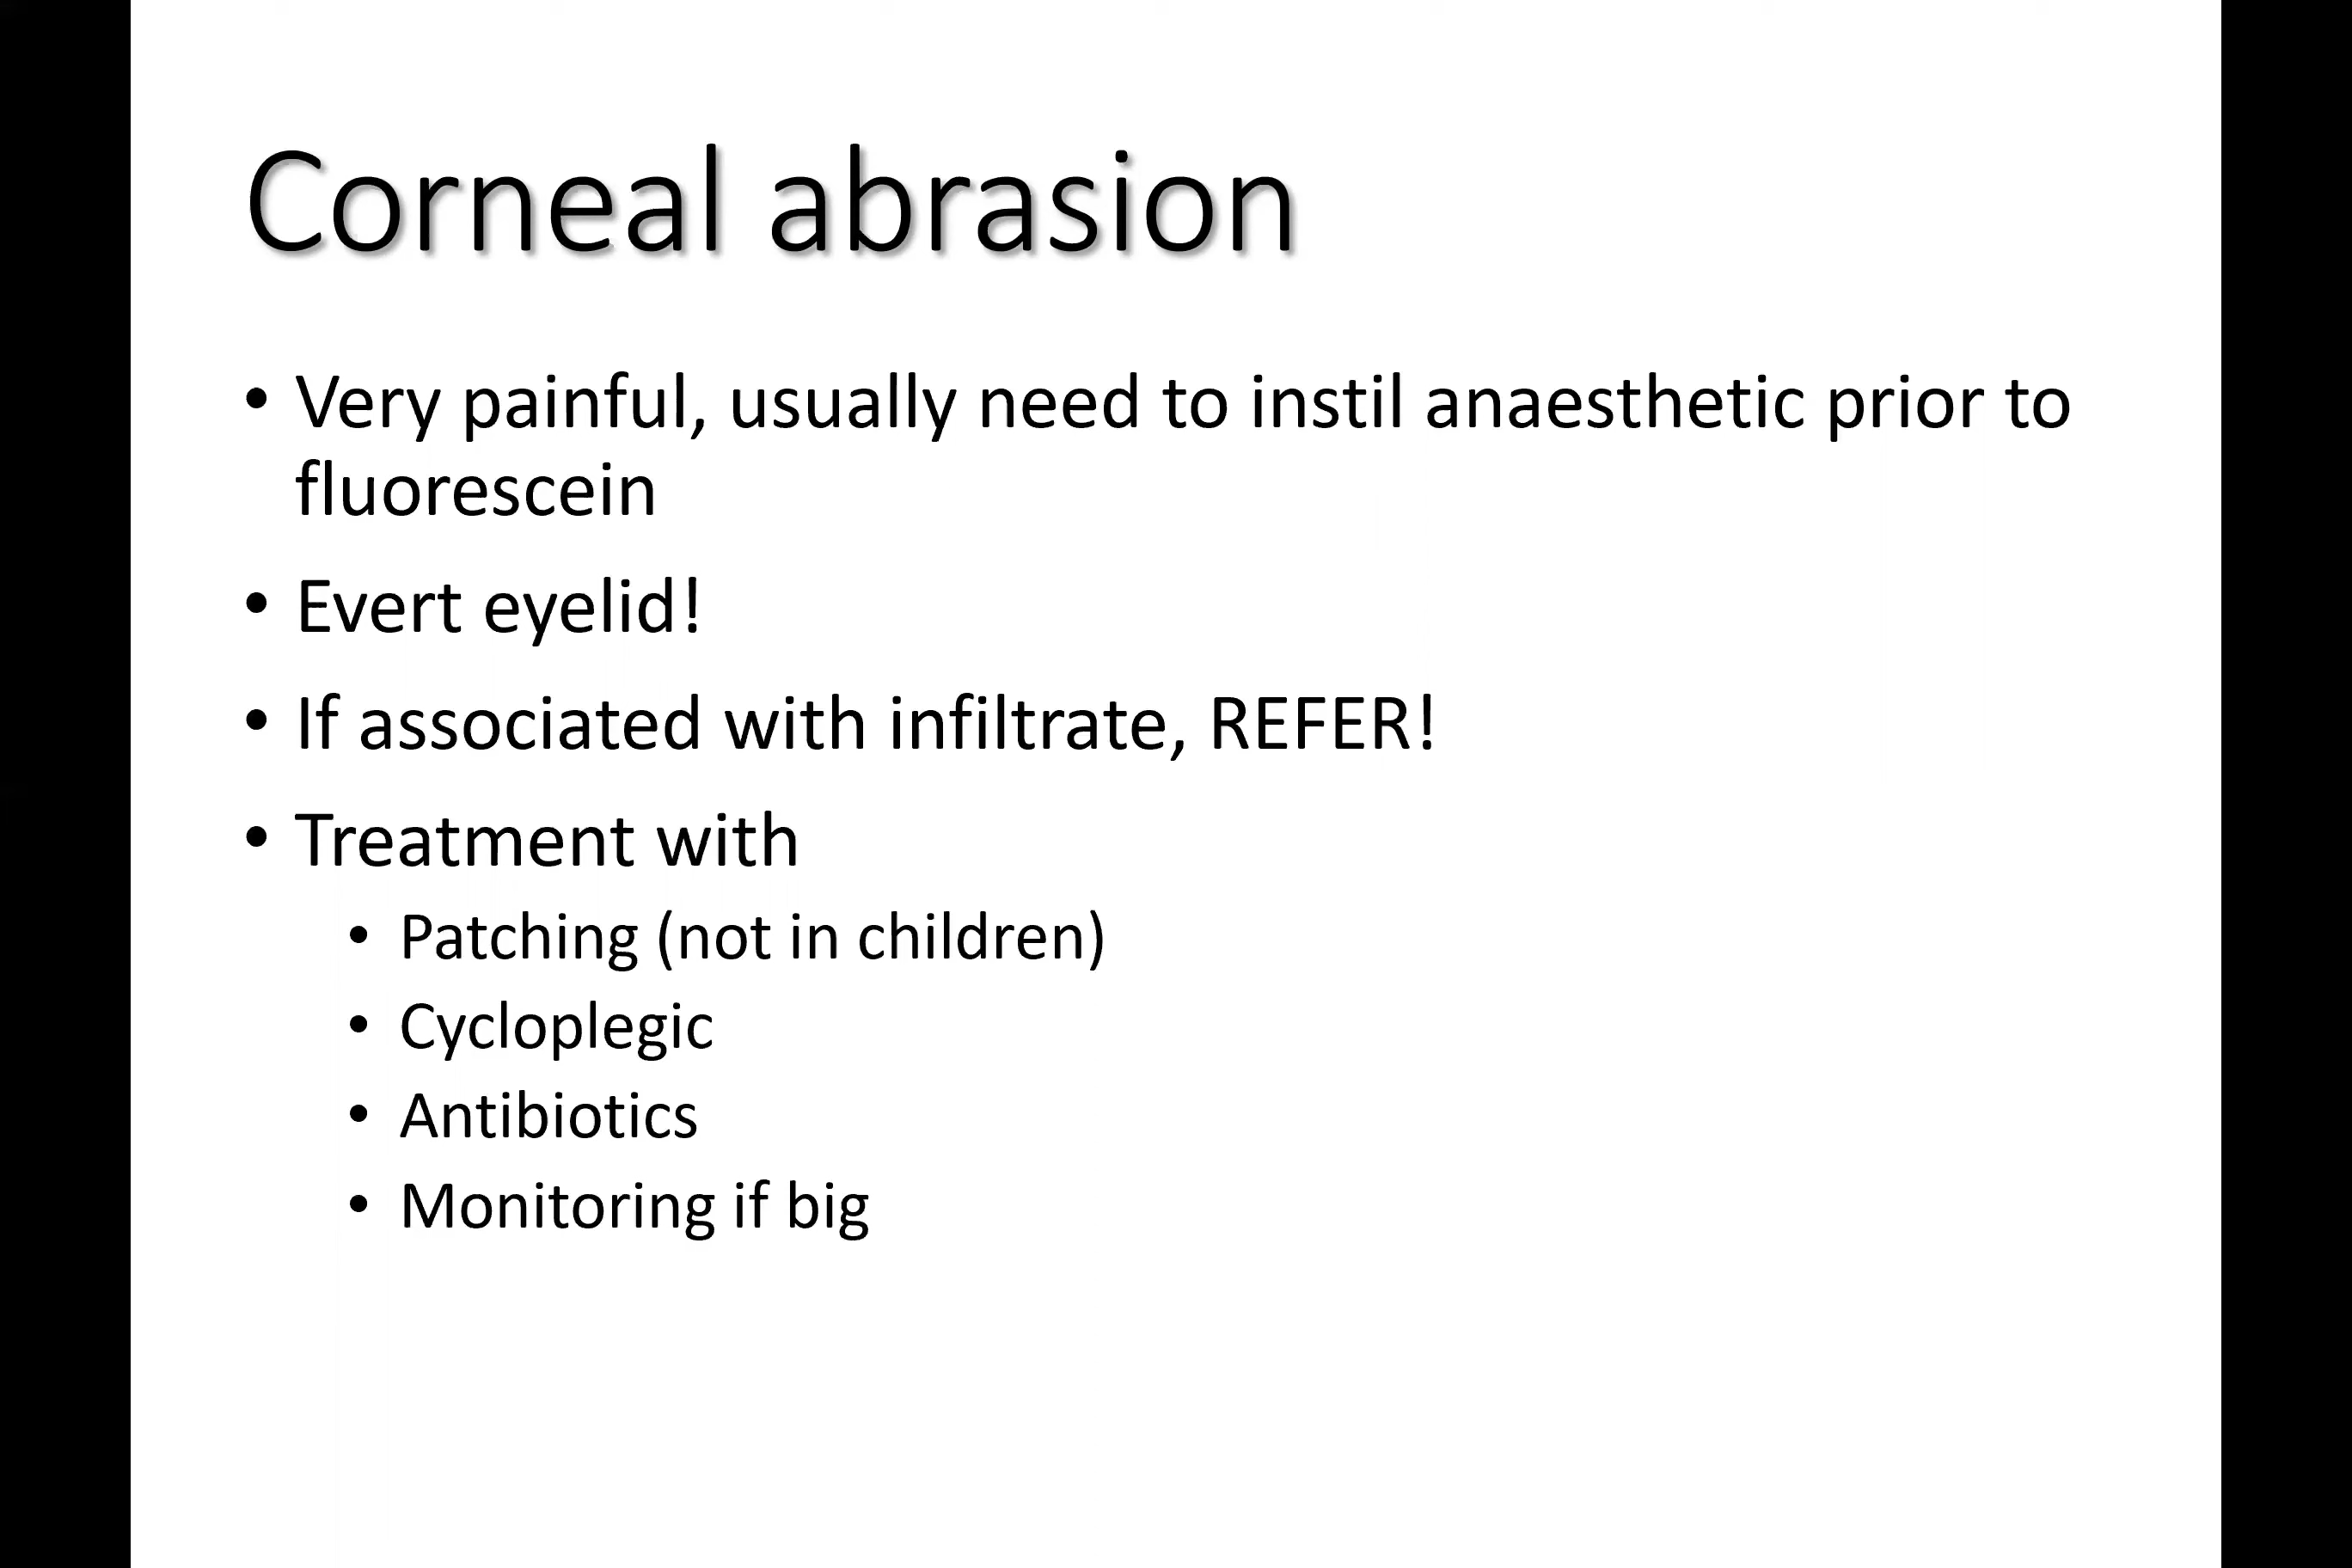 Corneal abrasion
• Very painful, usually need to instil anaesthetic prior to
fluorescein
• Evert eyelid!
• If associated with infiltrate, REFER!
• Treatment with
• Patching (not in children)
• Cycloplegic
• Antibiotics
• Monitoring if big